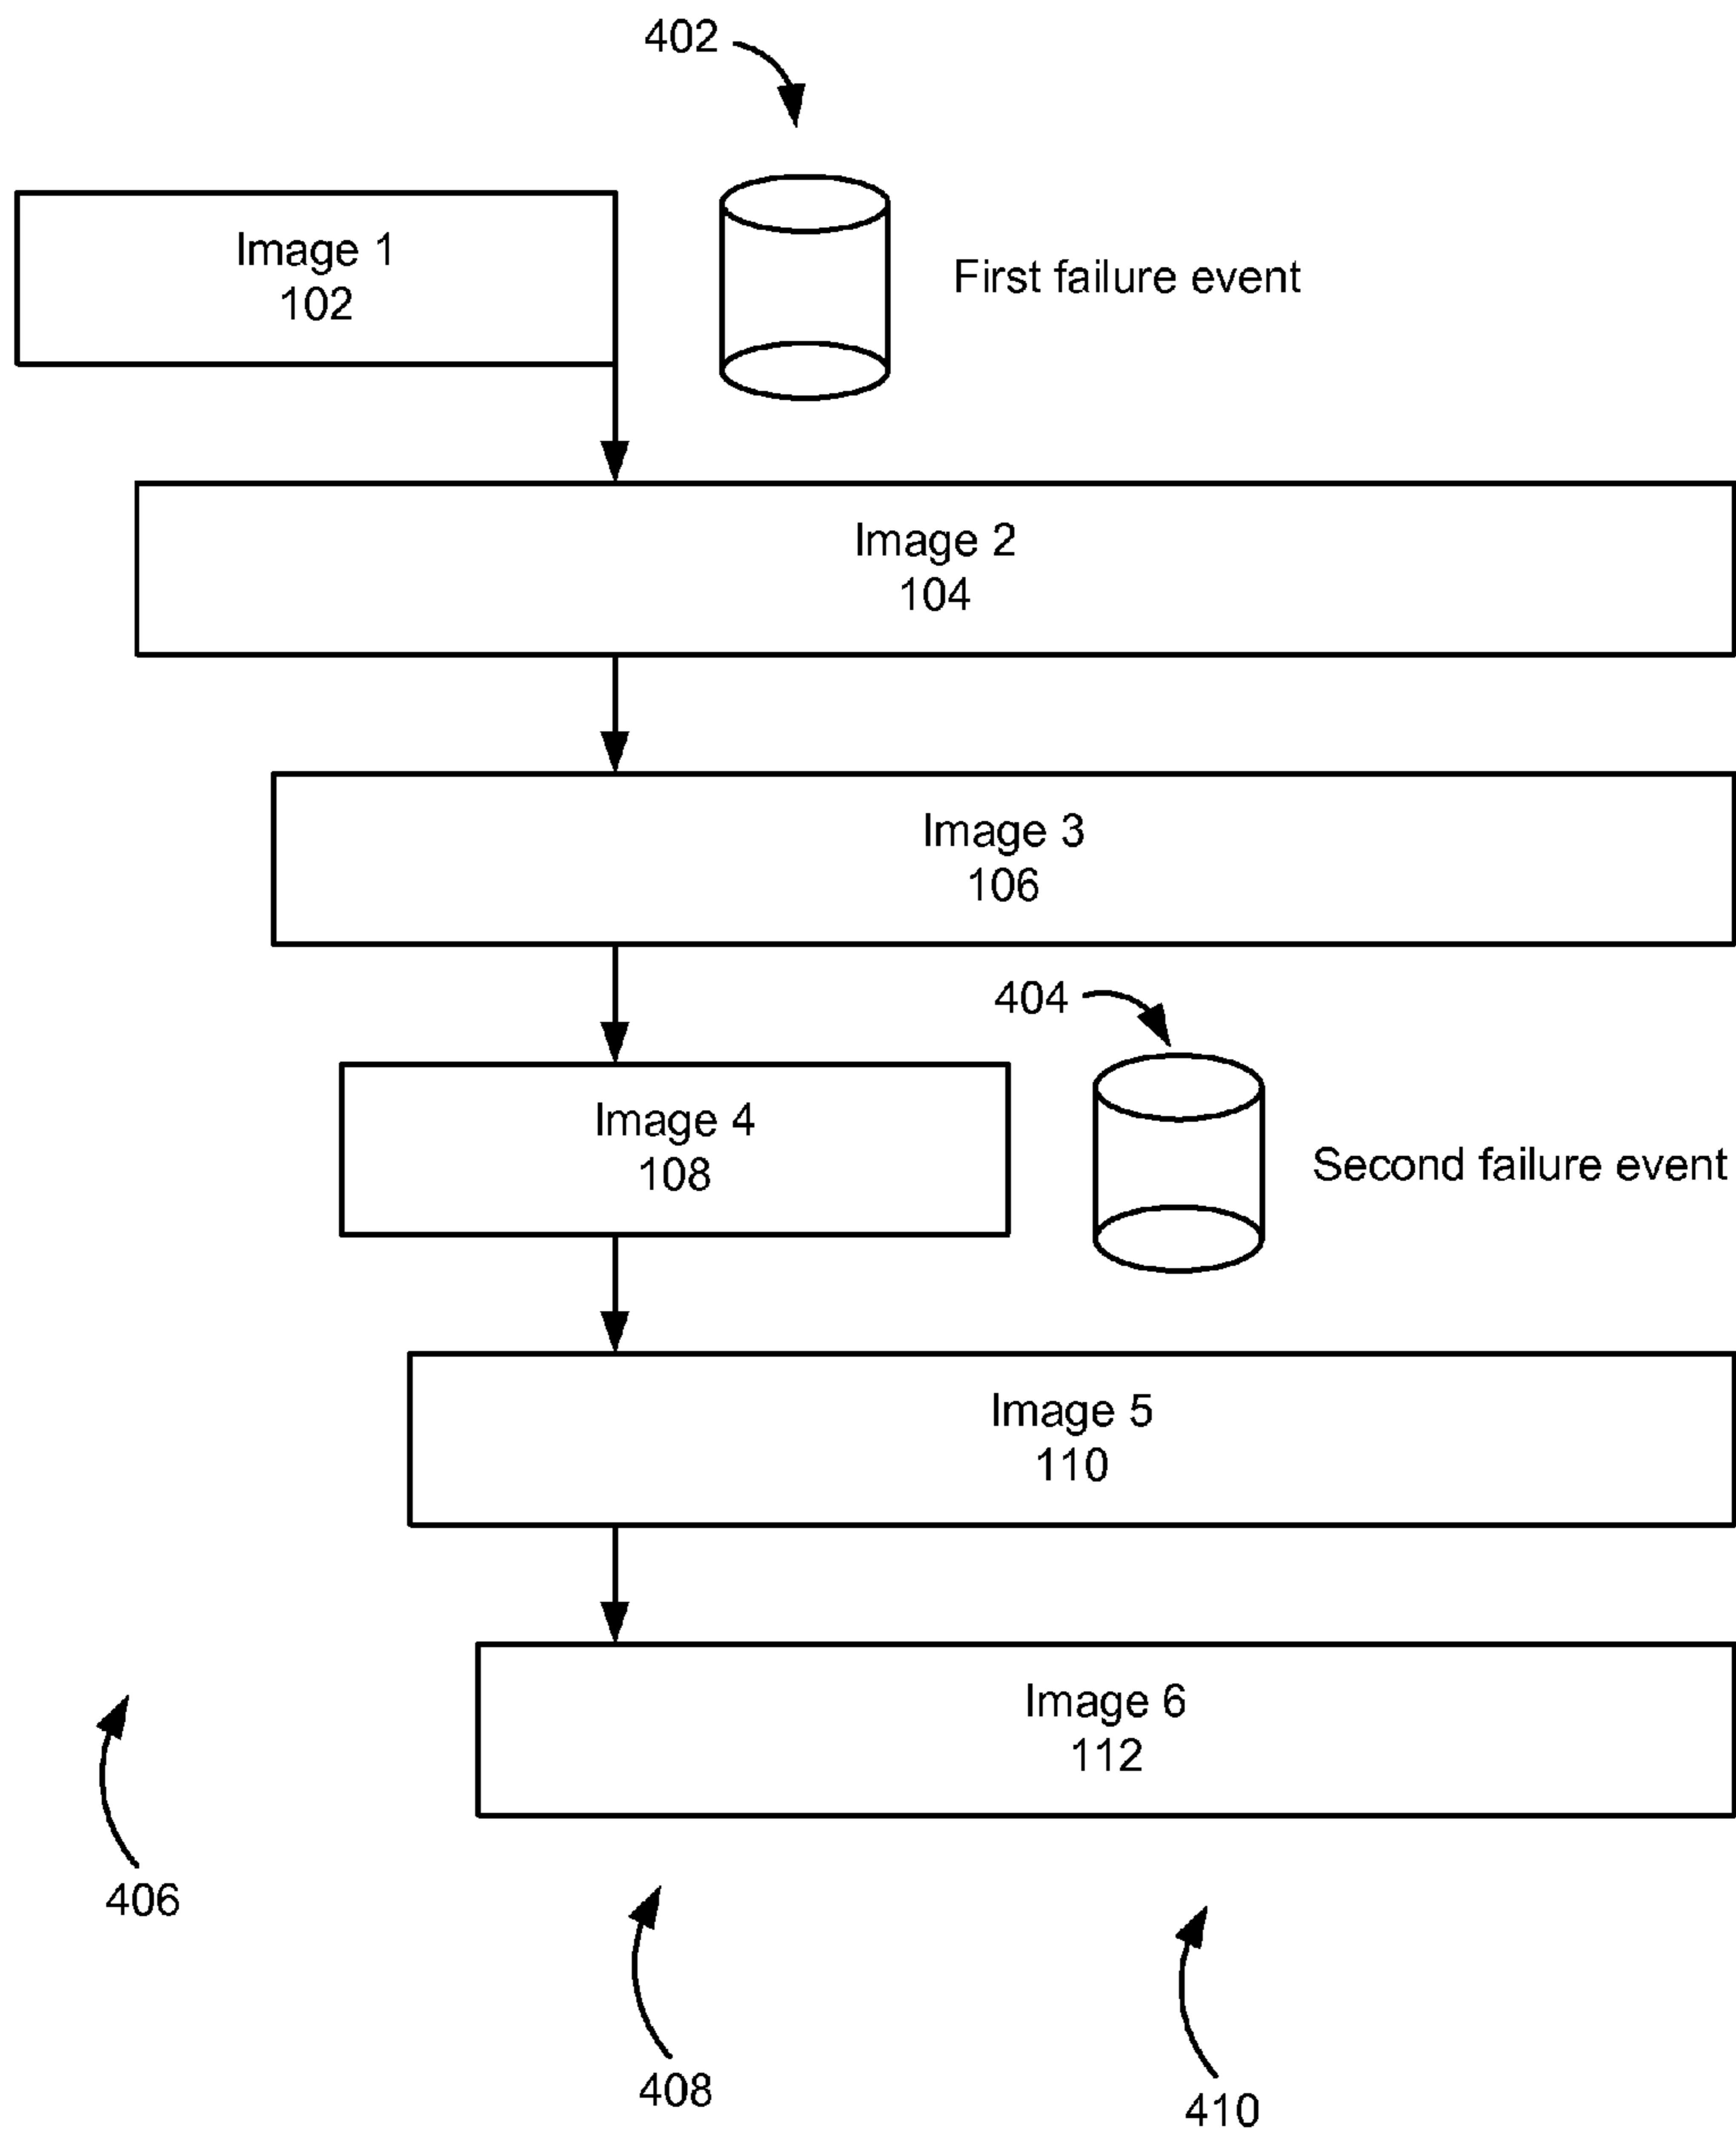 402
Image 1
102
First failure event
Image 2
104
Image 3
106
404
Image 4
108
Second failure event
Image 5
110
Image 6
112
406
408
410